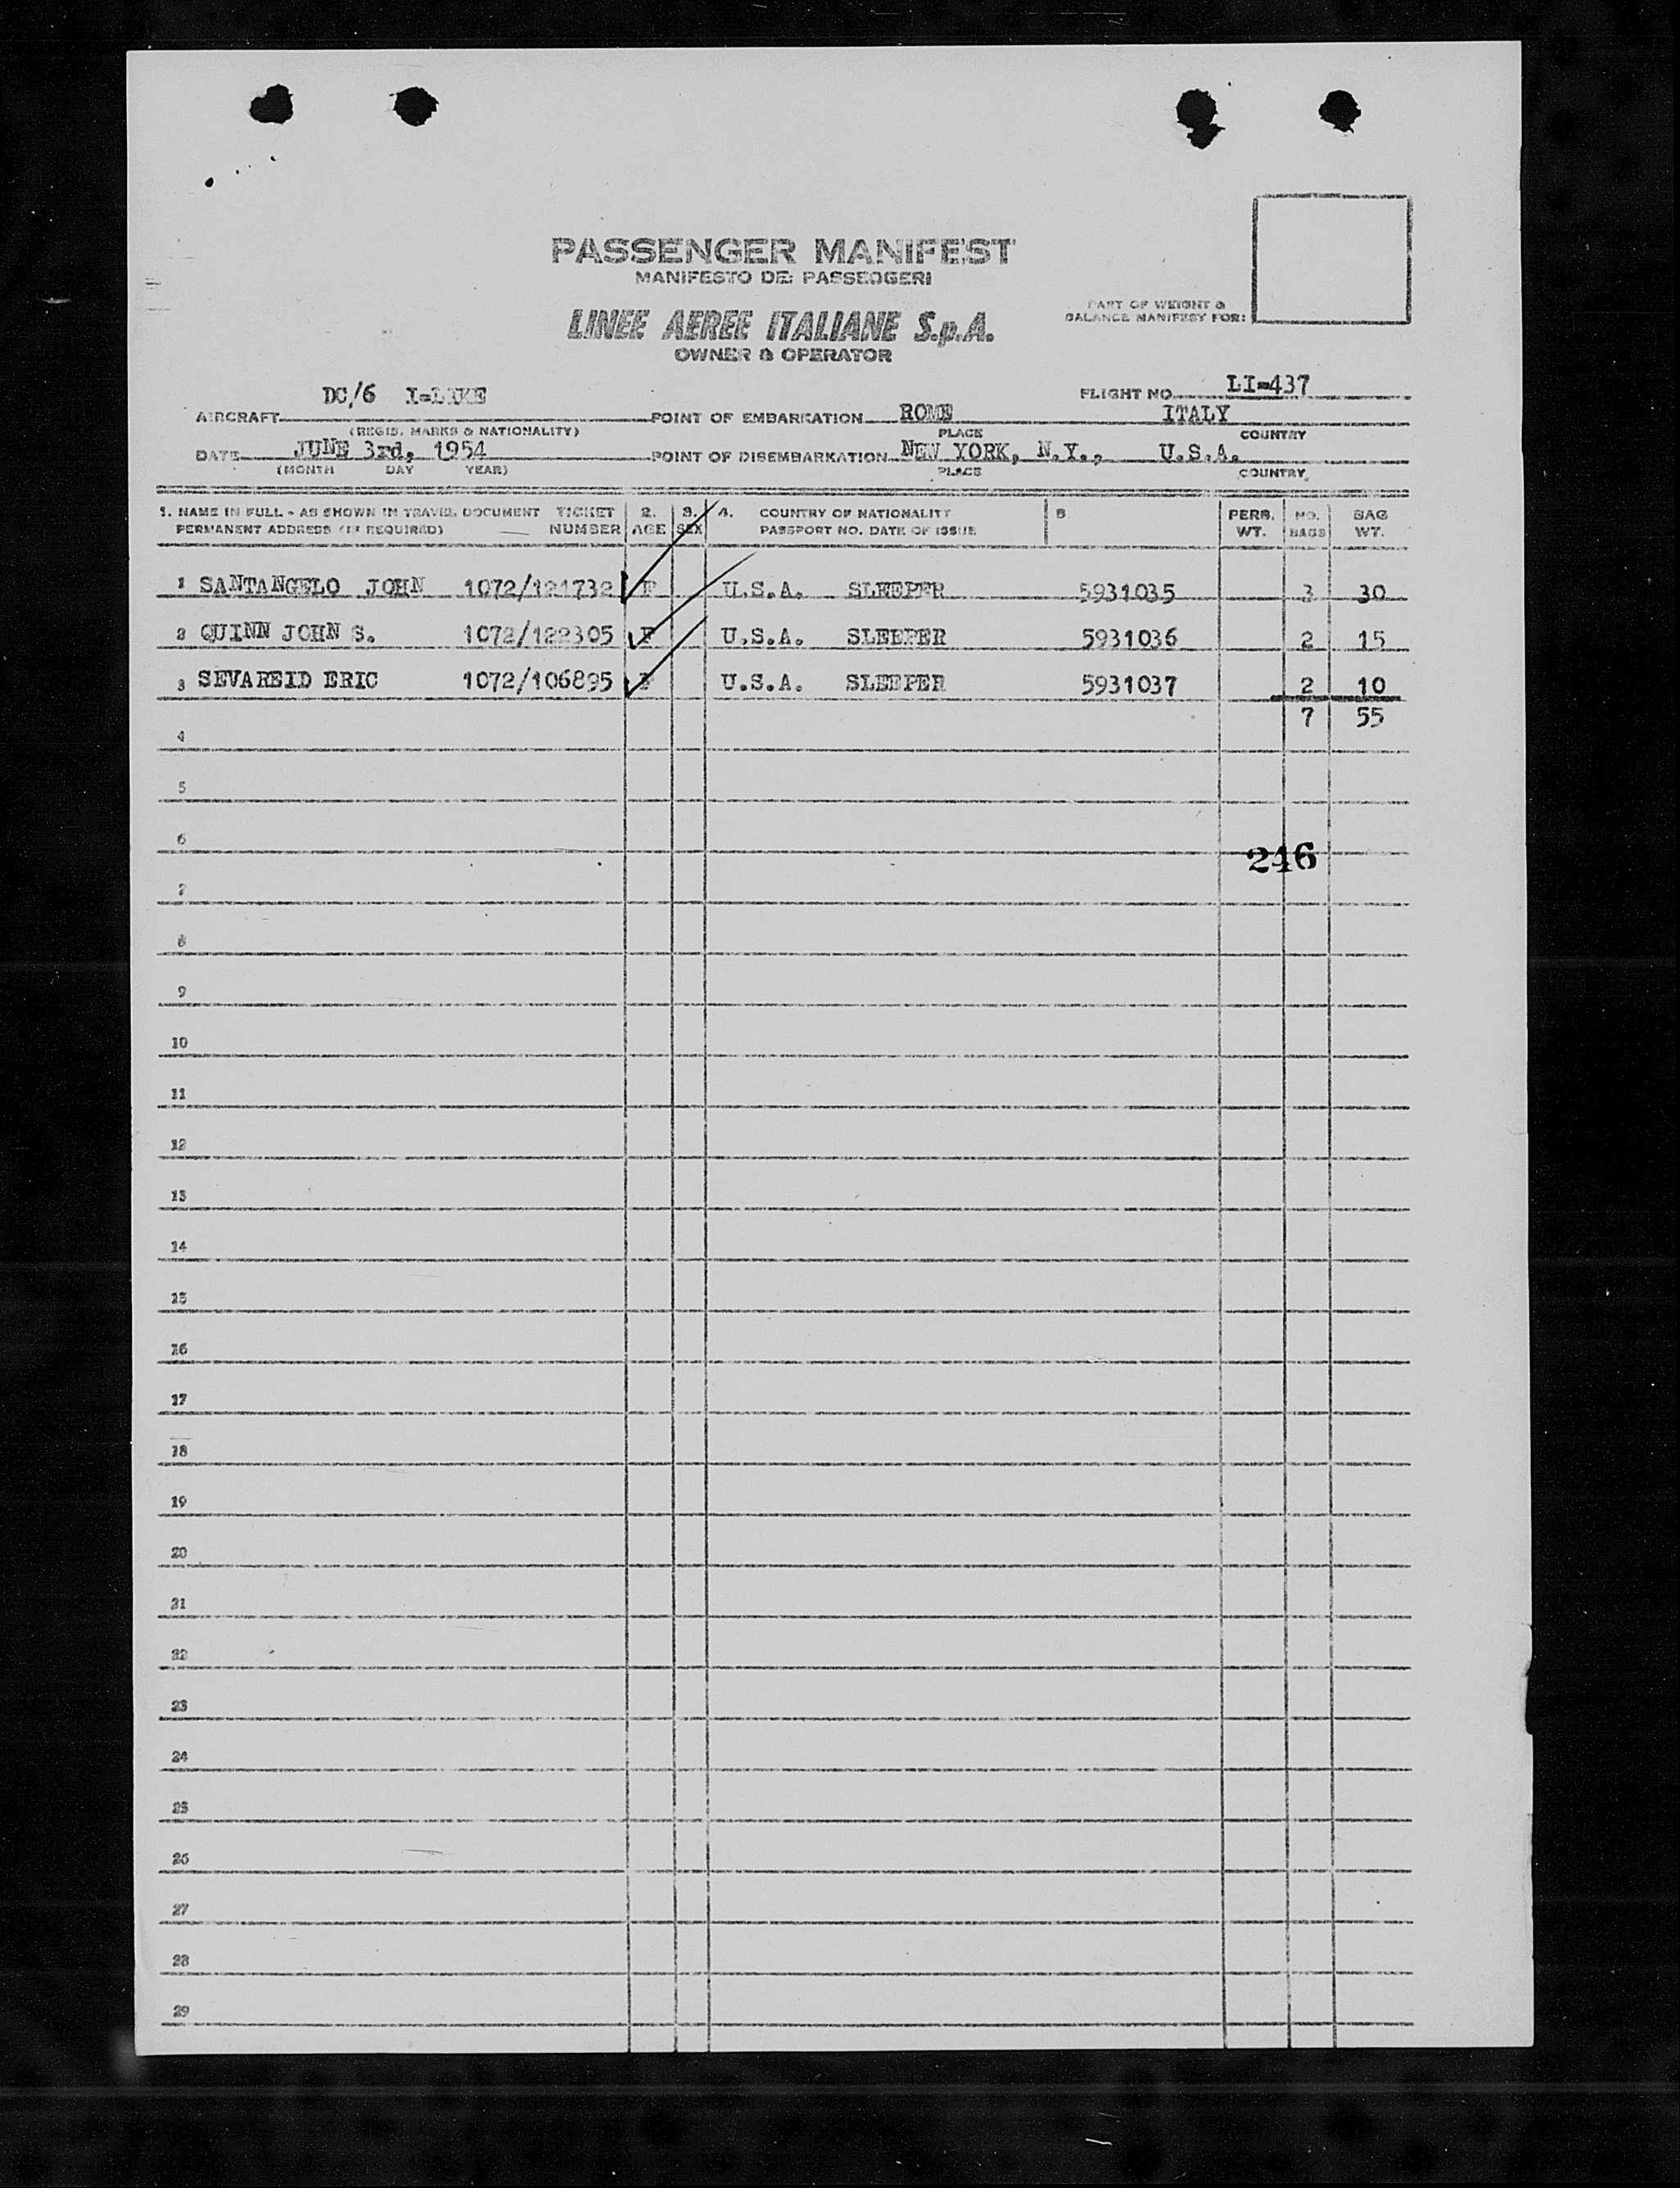 PASSENGER MANIFEST
MANIFESTO DEI PASSEGGERI
LINEE AEREE ITALIANE S.p.A.
OWNER & OPERATOR
PART OF WEIGHT &
BALANCE MANIFEST FOR:
AIRCRAFT DC/6 I-LIKE
(REGIS. MARKS & NATIONALITY)
FLIGHT NO. LI-437
POINT OF EMBARKATION ROME ITALY
PLACE COUNTRY
DATE JUNE 3rd, 1954
(MONTH DAY YEAR)
POINT OF DISEMBARKATION NEW YORK, N.Y., U.S.A.
PLACE COUNTRY
1. NAME IN FULL - AS SHOWN IN TRAVEL DOCUMENT TICKET 2. 3. 4. COUNTRY OF NATIONALITY 5 PERS. NO. BAG
PERMANENT ADDRESS (IF REQUIRED) NUMBER AGE SEX PASSPORT NO. DATE OF ISSUE WT. BAGS WT.
1 SANTANGELO JOHN 1072/121732 F U.S.A. SLEEPER 5931035 3 30
2 QUINN JOHN S. 1072/122305 F U.S.A. SLEEPER 5931036 2 15
3 SEVAREID ERIC 1072/106895 F U.S.A. SLEEPER 5931037 2 10
7 55
4
5
6
246
7
8
9
10
11
12
13
14
15
16
17
18
19
20
21
22
23
24
25
26
27
28
29